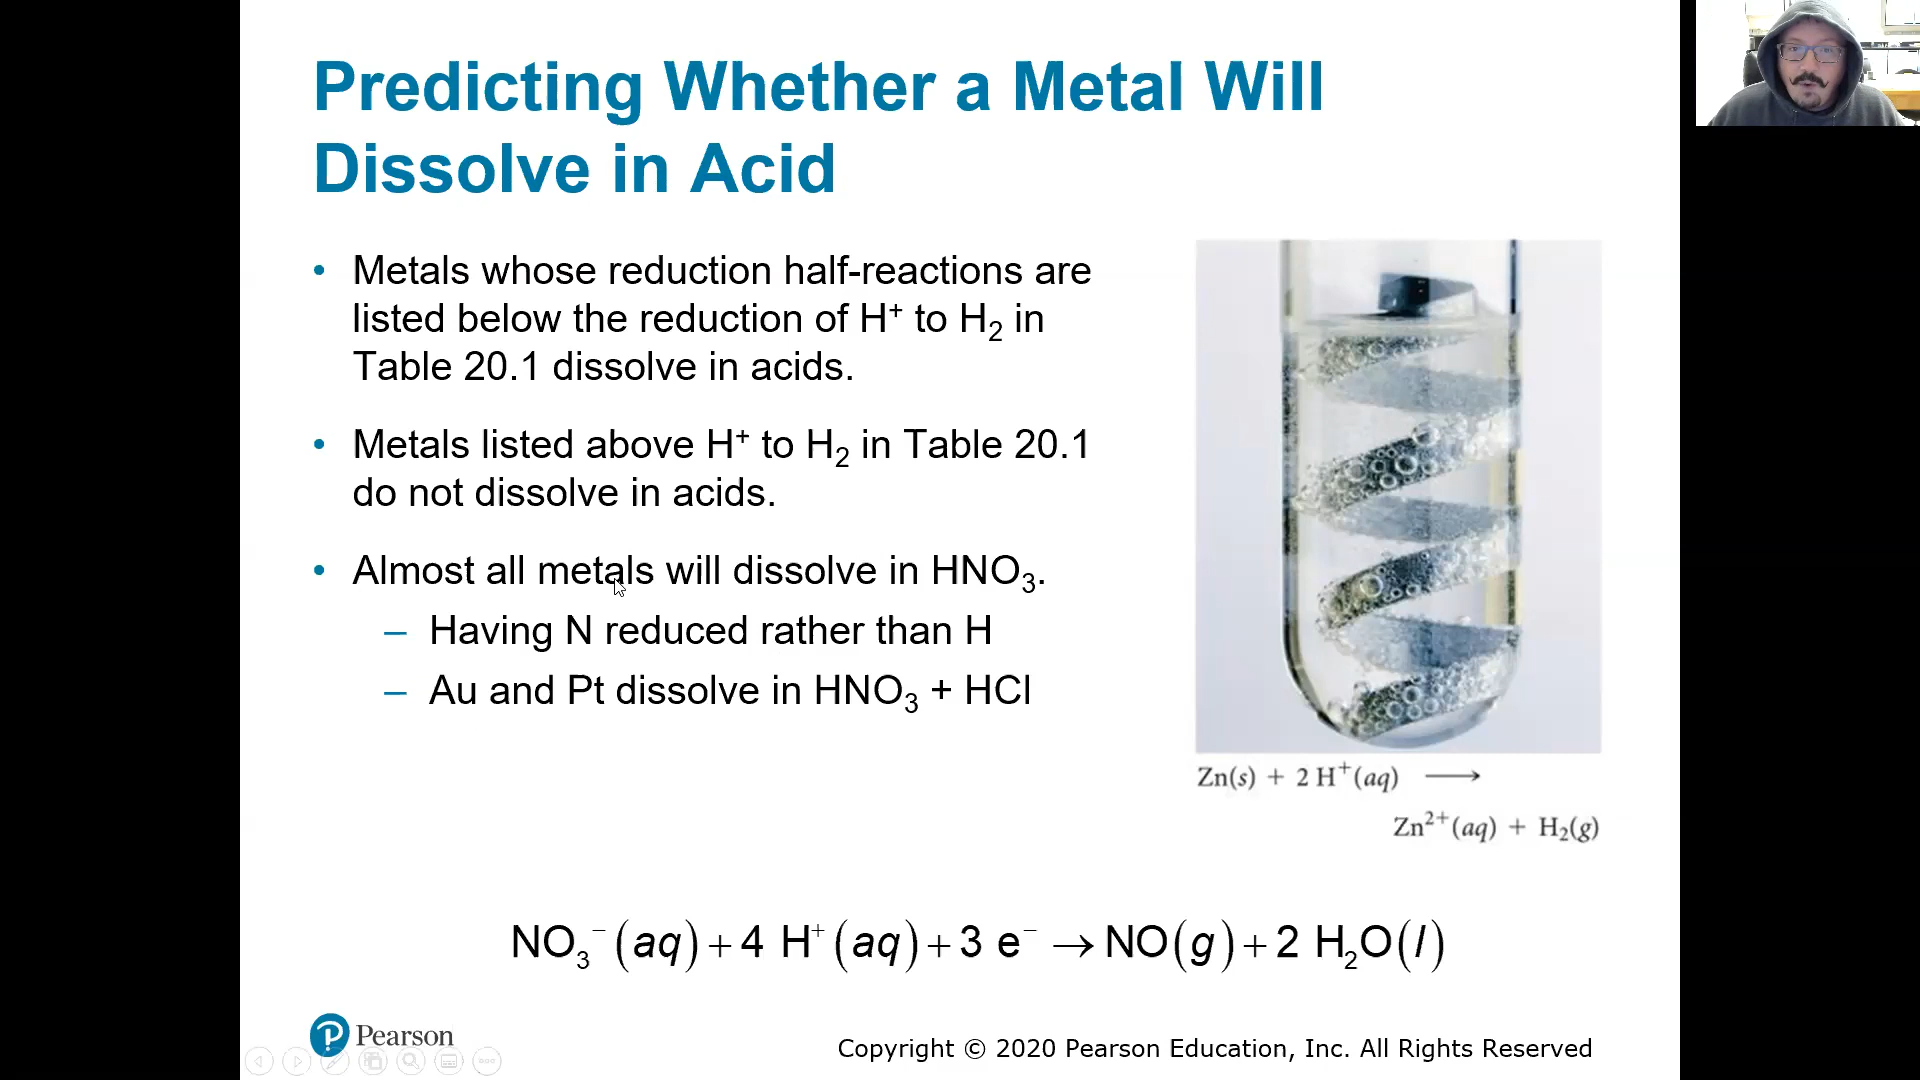 Predicting Whether a Metal Will
Dissolve in Acid
• Metals whose reduction half-reactions are
listed below the reduction of H⁺ to H₂ in
Table 20.1 dissolve in acids.
• Metals listed above H⁺ to H₂ in Table 20.1
do not dissolve in acids.
• Almost all metals will dissolve in HNO₃.
– Having N reduced rather than H
– Au and Pt dissolve in HNO₃ + HCl
Zn(s) + 2 H⁺(aq) ⟶
Zn²⁺(aq) + H₂(g)
NO₃⁻(aq) + 4 H⁺(aq) + 3 e⁻ → NO(g) + 2 H₂O(l)
P Pearson
Copyright © 2020 Pearson Education, Inc. All Rights Reserved